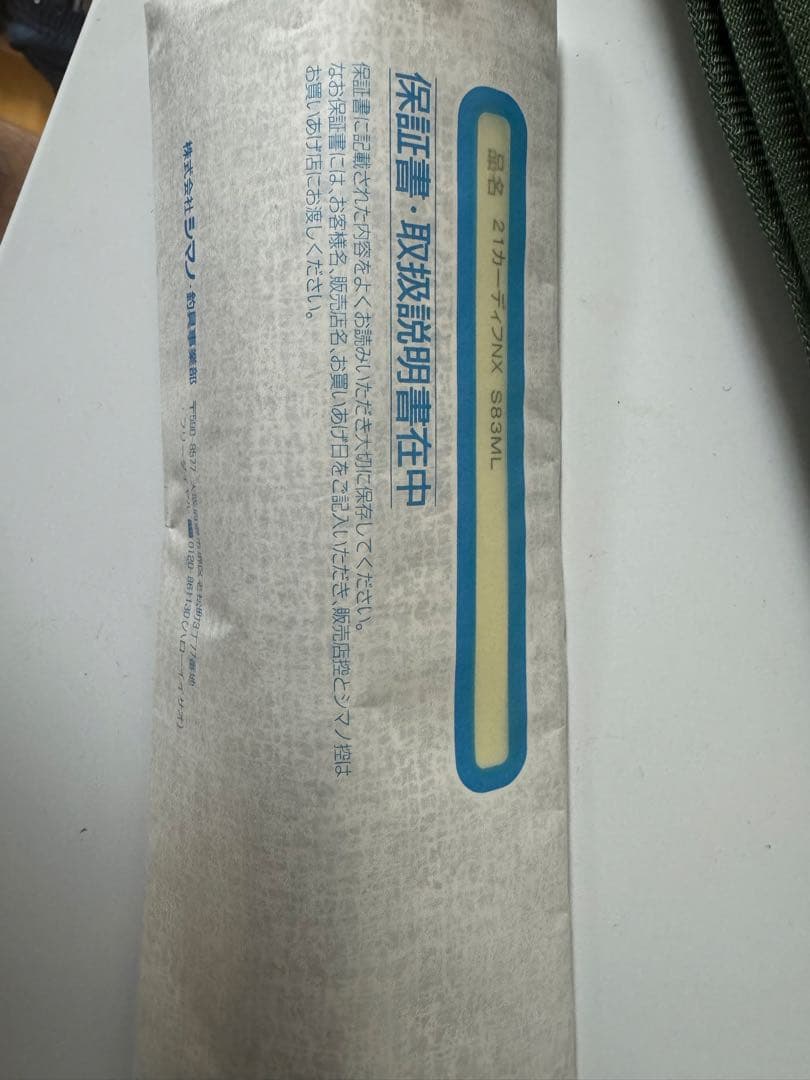 品名 21カーディフNX S83ML
保証書・取扱説明書在中
保証書に記載された内容をよくお読みいただき大切に保存してください。
なお保証書には、お客様名、販売店名、お買いあげ日をご記入いただき、販売店控とシマノ控は
お買いあげ店にお渡しください。
株式会社 シマノ・釣具事業部 〒590-8577